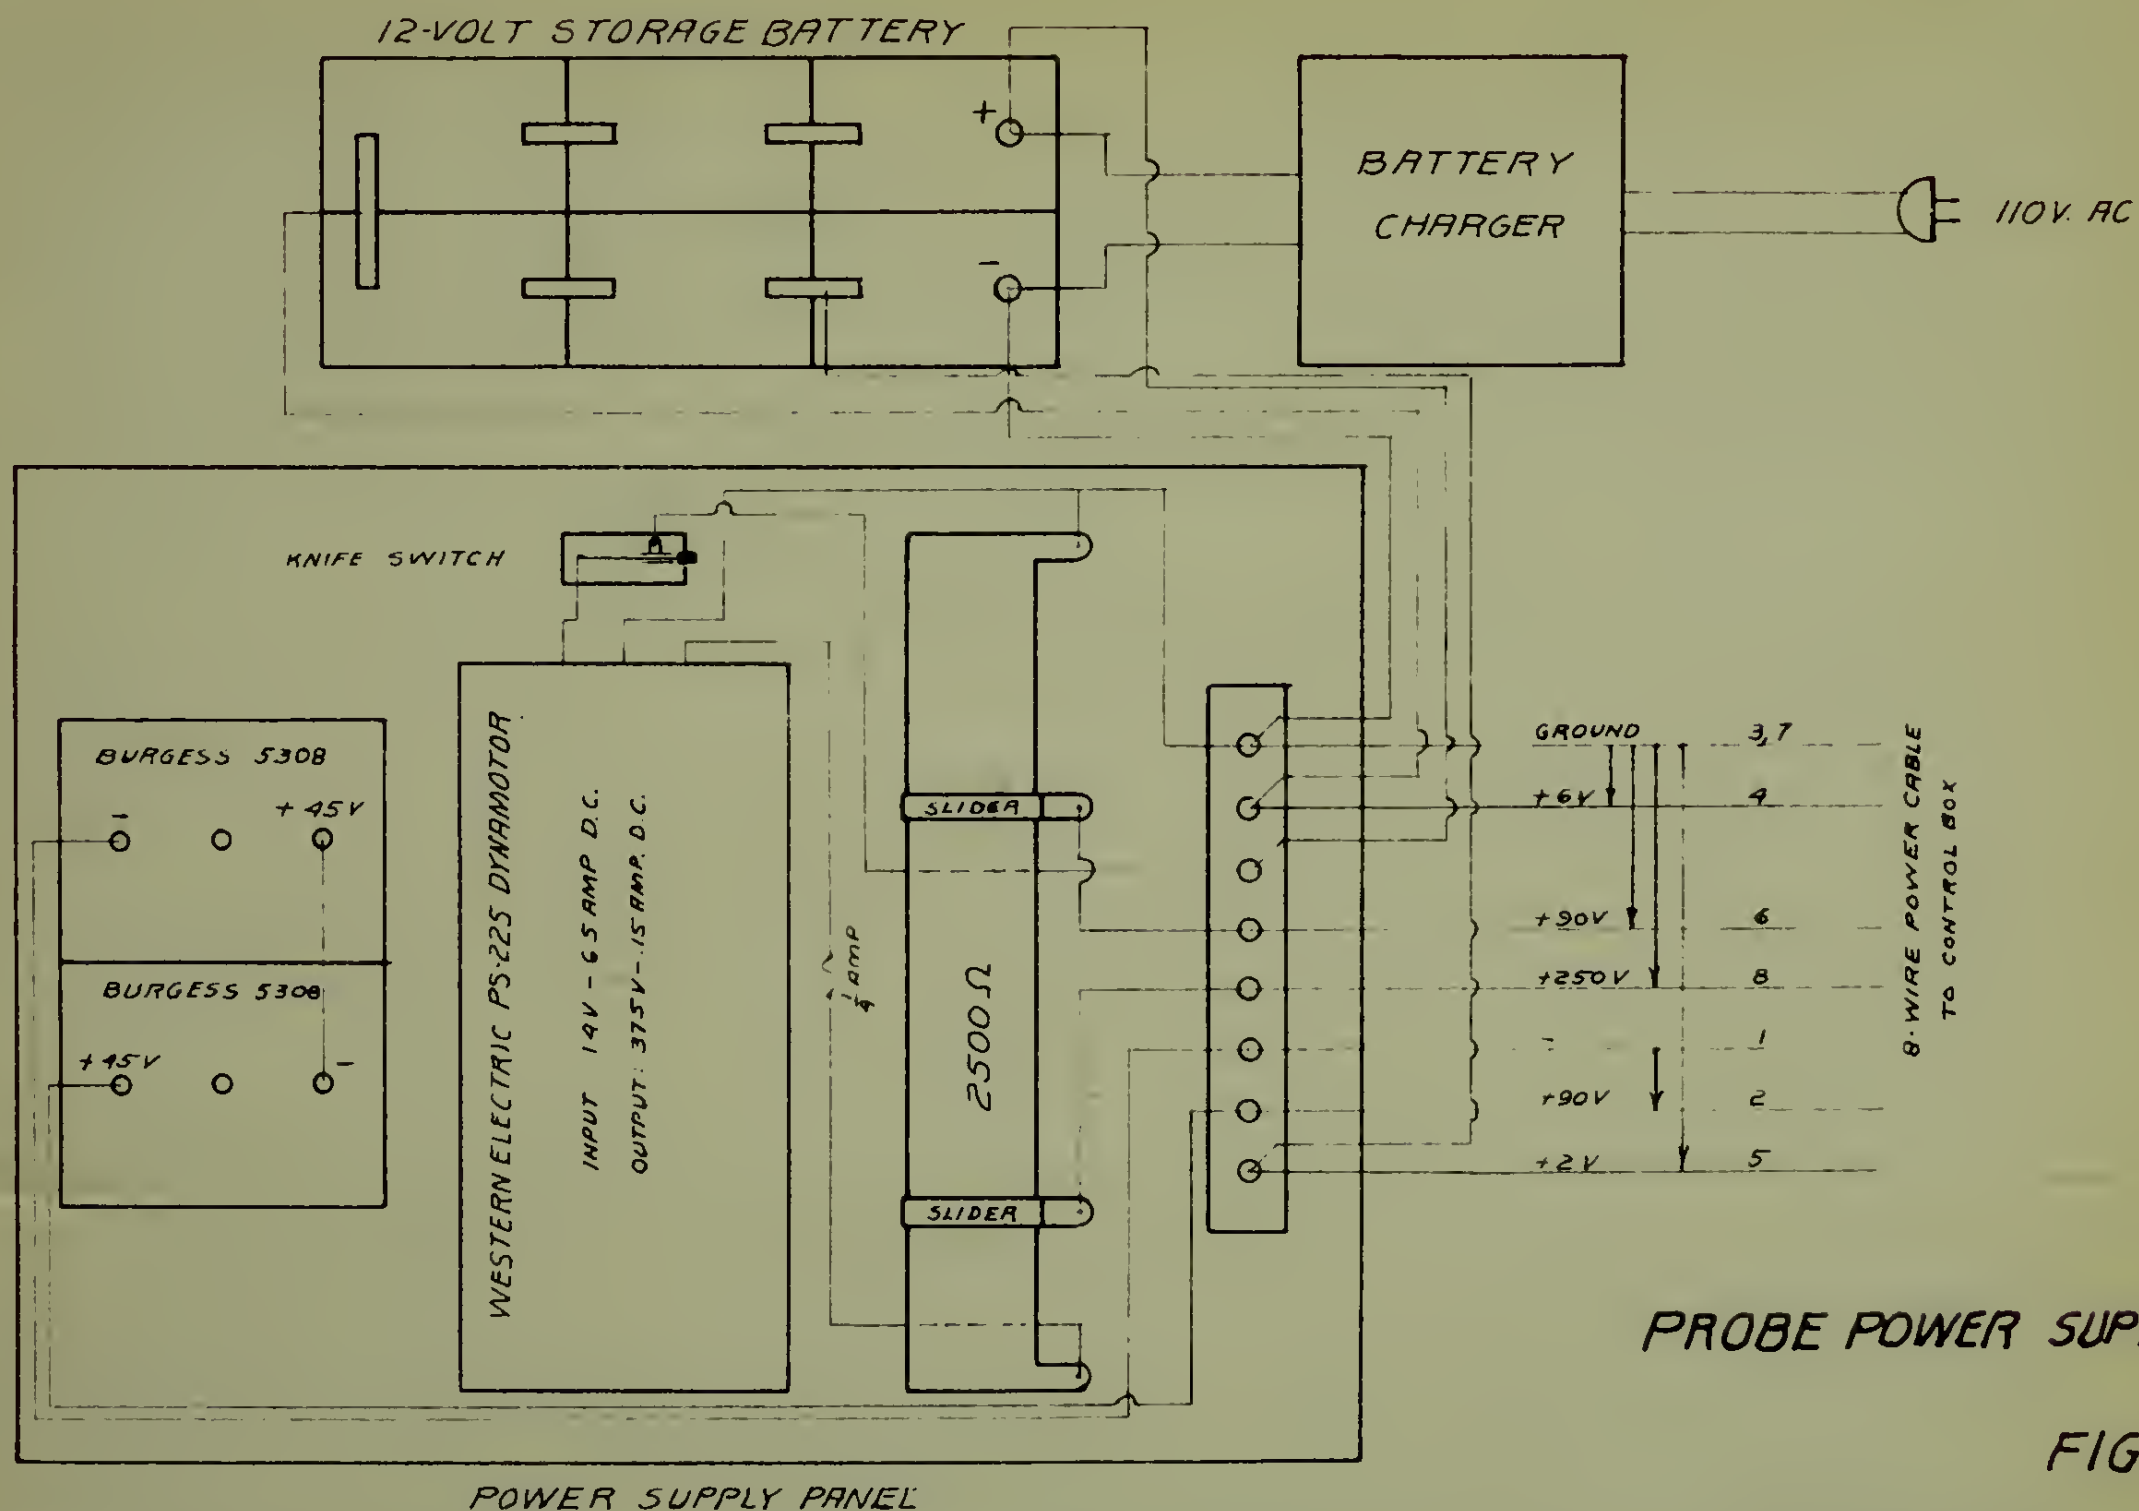 12-VOLT STORAGE BATTERY
+
-
BATTERY
CHARGER
110V. AC
KNIFE SWITCH
BURGESS 5308
-
+45V
BURGESS 5308
+45V
-
WESTERN ELECTRIC PS-225 DYNAMOTOR
INPUT 14V - 6.5 AMP D.C.
OUTPUT: 375V-.15 AMP. D.C.
1/4 AMP
SLIDER
2500Ω
SLIDER
GROUND 3,7
+6V 4
+90V 6
+250V 8
- 1
+90V 2
+2V 5
8-WIRE POWER CABLE
TO CONTROL BOX
PROBE POWER SUP
FIG
POWER SUPPLY PANEL